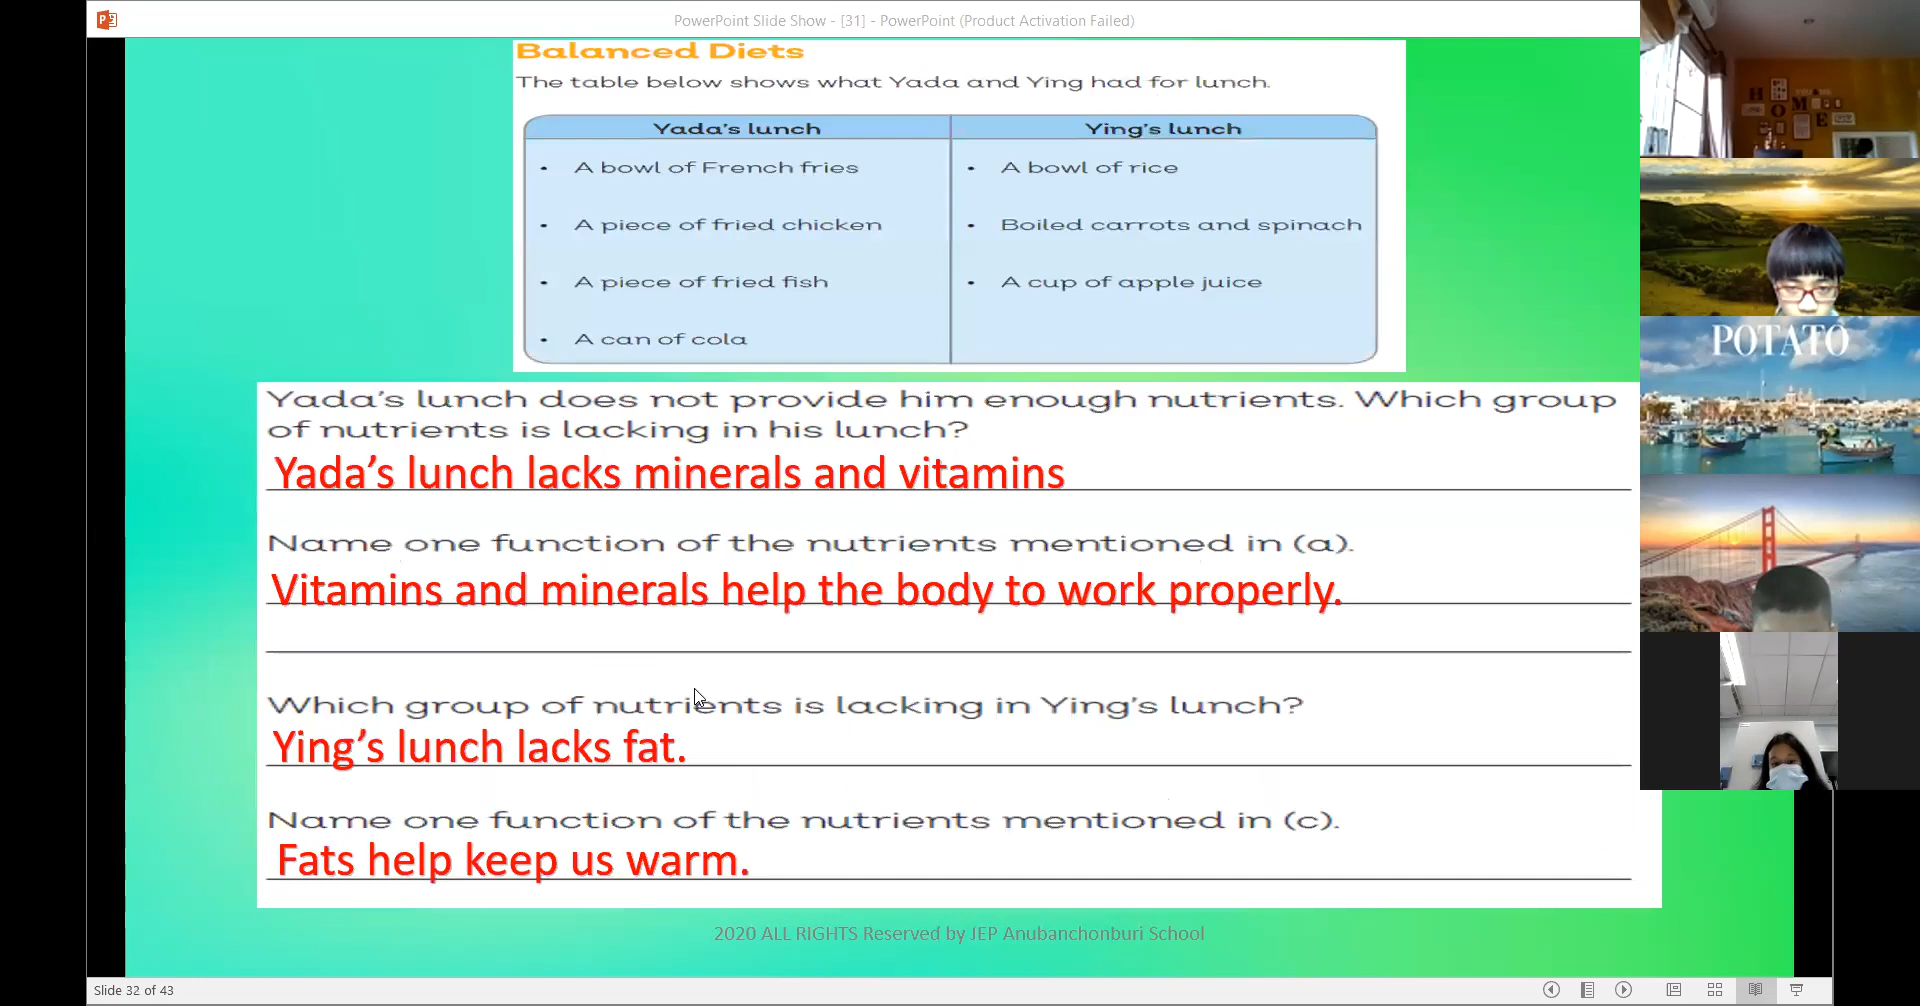 PowerPoint Slide Show - [31] - PowerPoint (Product Activation Failed)
Balanced Diets
The table below shows what Yada and Ying had for lunch.
Yada's lunch
• A bowl of French fries
• A piece of fried chicken
• A piece of fried fish
• A can of cola
Ying's lunch
• A bowl of rice
• Boiled carrots and spinach
• A cup of apple juice
Yada's lunch does not provide him enough nutrients. Which group
of nutrients is lacking in his lunch?
Yada's lunch lacks minerals and vitamins
Name one function of the nutrients mentioned in (a).
Vitamins and minerals help the body to work properly.
Which group of nutrients is lacking in Ying's lunch?
Ying's lunch lacks fat.
Name one function of the nutrients mentioned in (c).
Fats help keep us warm.
2020 ALL RIGHTS Reserved by JEP Anubanchonburi School
Slide 32 of 43
HOME
POTATO